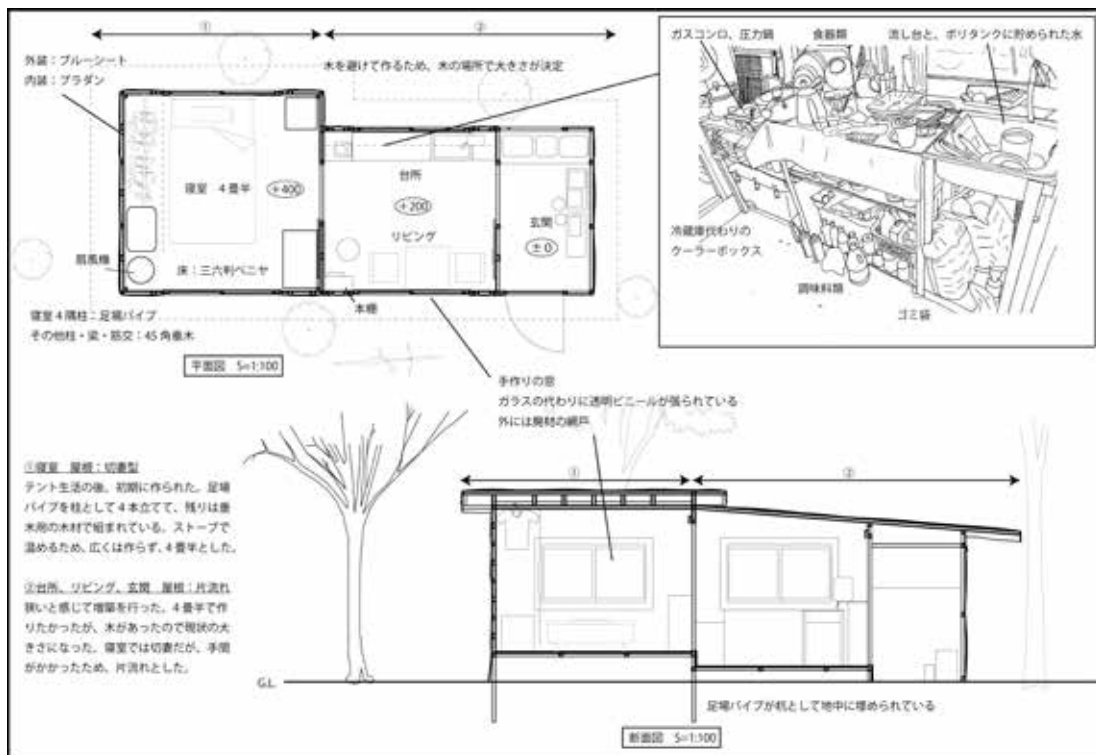 ①
②
外装：ブルーシート
内装：プラダン
木を避けて作るため、木の場所で大きさが決定
寝室 4畳半
+400
台所
+200
リビング
玄関
±0
扇風機
床：三六判ベニヤ
本棚
寝室4隅柱：足場パイプ
その他柱・梁・筋交：45角垂木
平面図 S=1:100
ガスコンロ、圧力鍋
食器類
流し台と、ポリタンクに貯められた水
冷蔵庫代わりの
クーラーボックス
調味料類
ゴミ袋
手作りの窓
ガラスの代わりに透明ビニールが張られている
外には廃材の網戸
①寝室 屋根：切妻型
テント生活の後、初期に作られた。足場
パイプを柱として4本立てて、残りは垂
木用の木材で組まれている。ストーブで
温めるため、広くは作らず、4畳半とした。
②台所、リビング、玄関 屋根：片流れ
狭いと感じて増築を行った。4畳半で作
りたかったが、木があったので現状の大
きさになった。寝室では切妻だが、手間
がかかったため、片流れとした。
①
②
G.L.
足場パイプが杭として地中に埋められている
断面図 S=1:100